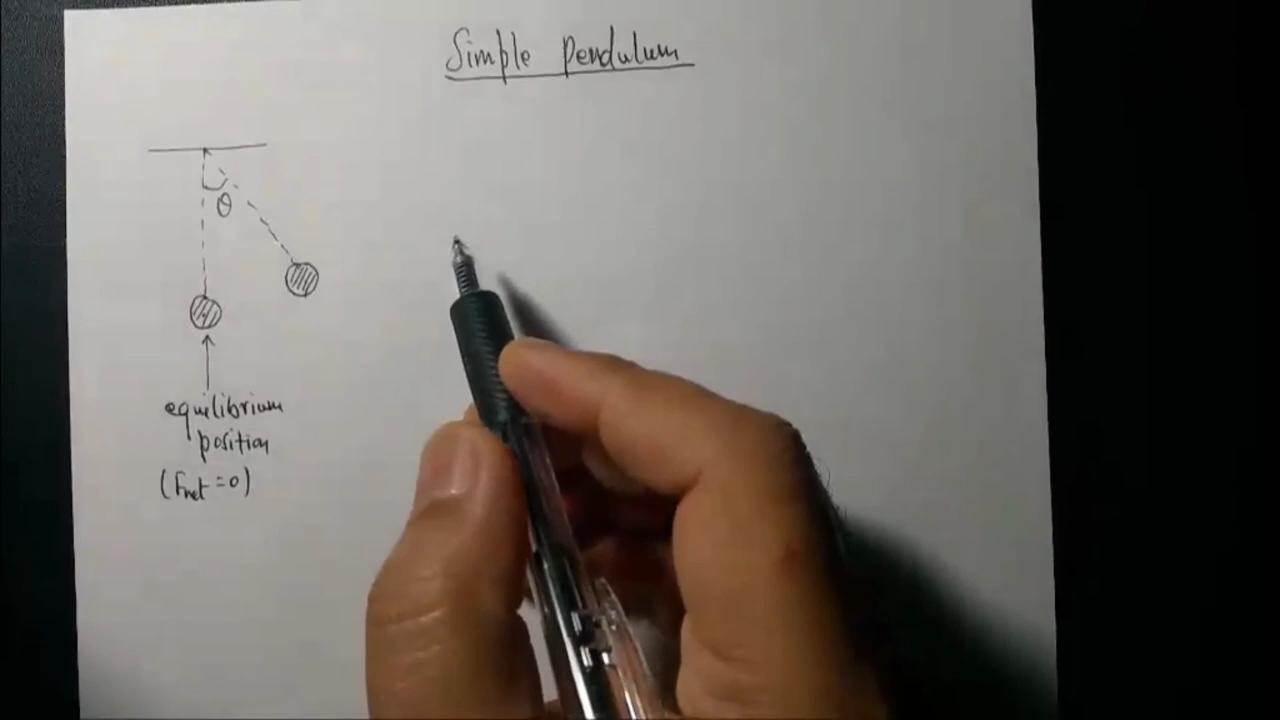 Simple pendulum
θ
equilibrium
position
(Fnet = 0)